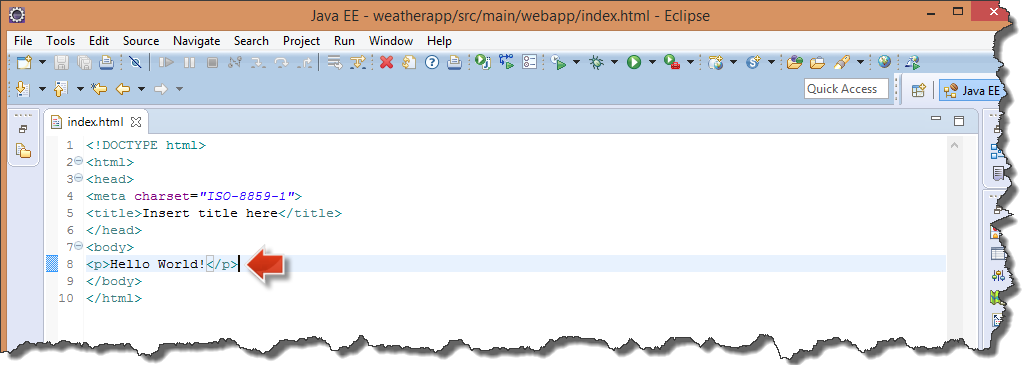 Java EE - weatherapp/src/main/webapp/index.html - Eclipse
File Tools Edit Source Navigate Search Project Run Window Help
Quick Access
Java EE
index.html
1 <!DOCTYPE html>
2 <html>
3 <head>
4 <meta charset="ISO-8859-1">
5 <title>Insert title here</title>
6 </head>
7 <body>
8 <p>Hello World!</p>
9 </body>
10 </html>